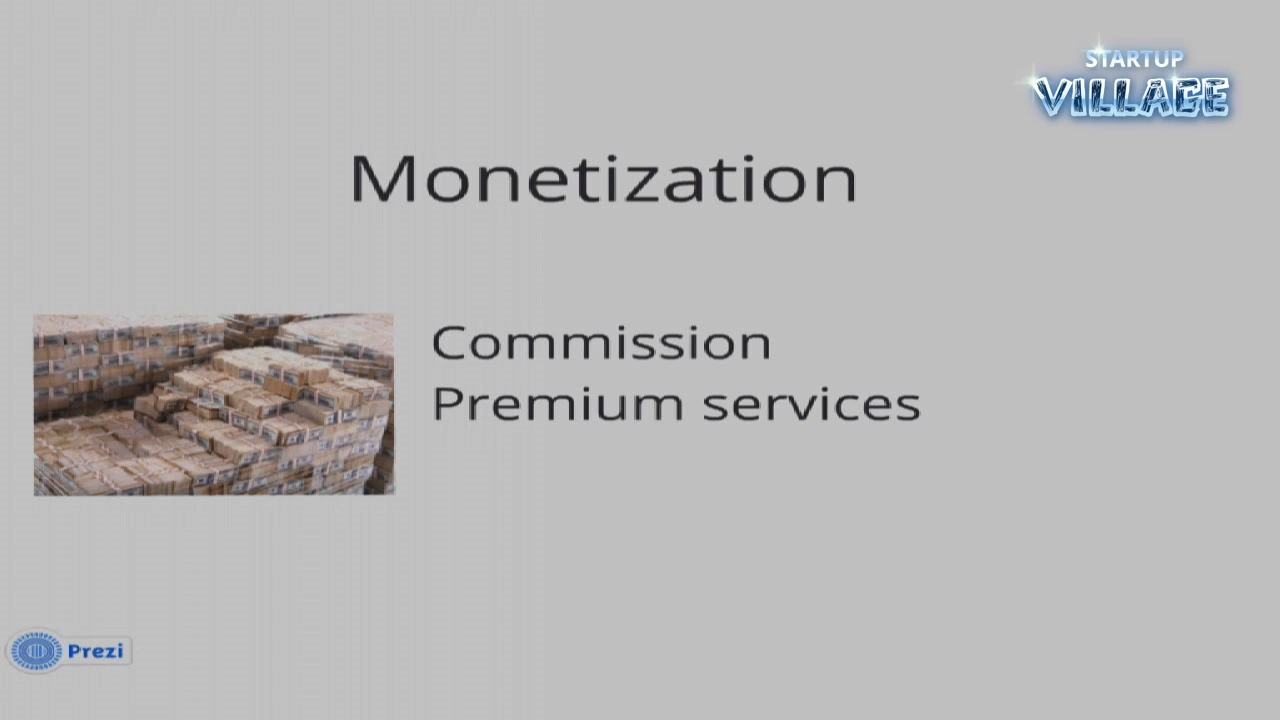 STARTUP
VILLAGE
Monetization
Commission
Premium services
Prezi